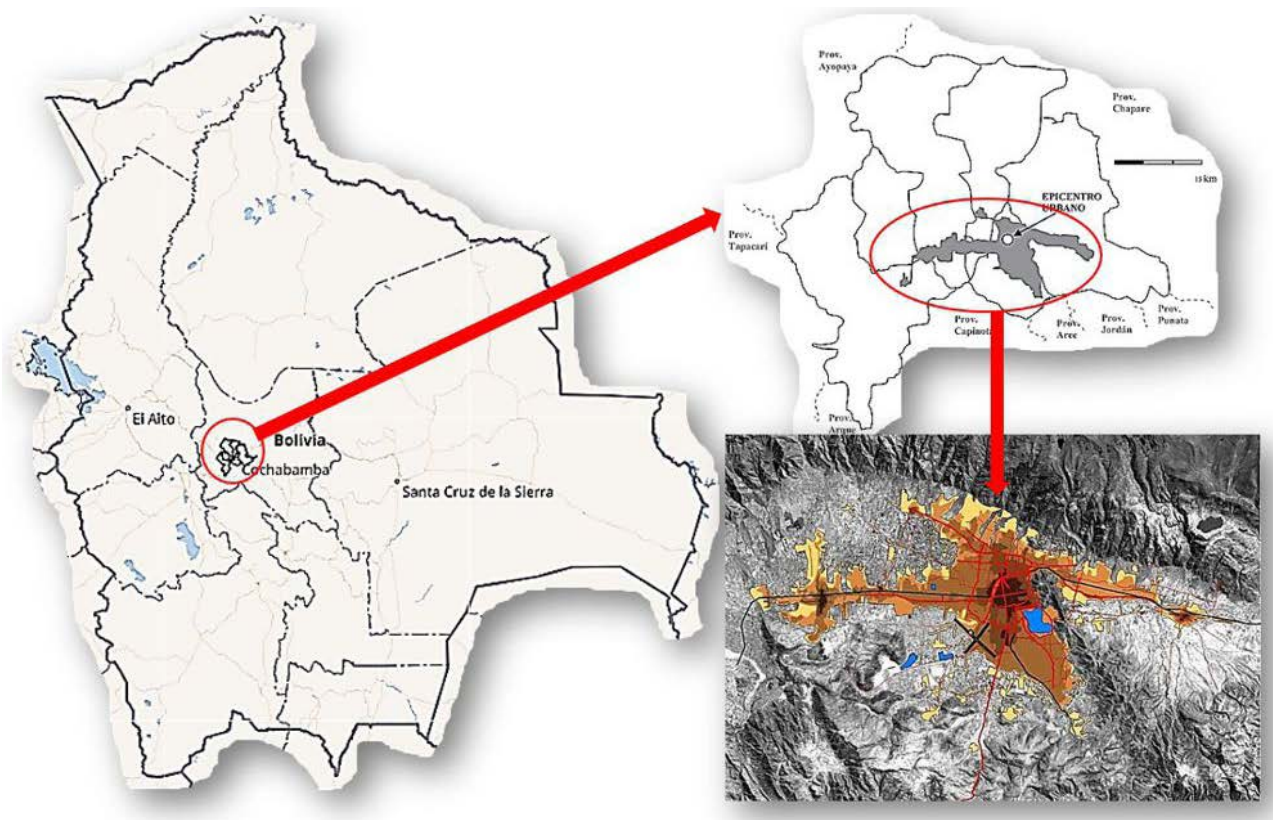 El Alto
Bolivia
Cochabamba
Santa Cruz de la Sierra
Prov.
Ayopaya
Prov.
Chapare
15 km
EPICENTRO
URBANO
Prov.
Tapacarí
Prov.
Capinota
Prov.
Arce
Prov.
Jordán
Prov.
Punata
Prov.
Arque